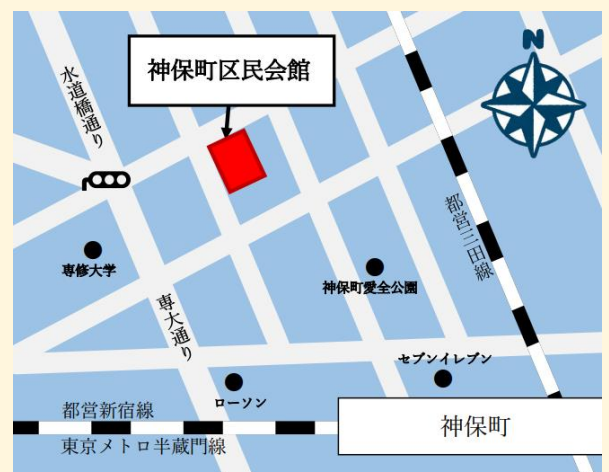 N
神保町区民会館
水道橋通り
都営三田線
専修大学
神保町愛全公園
専大通り
セブンイレブン
ローソン
都営新宿線
神保町
東京メトロ半蔵門線